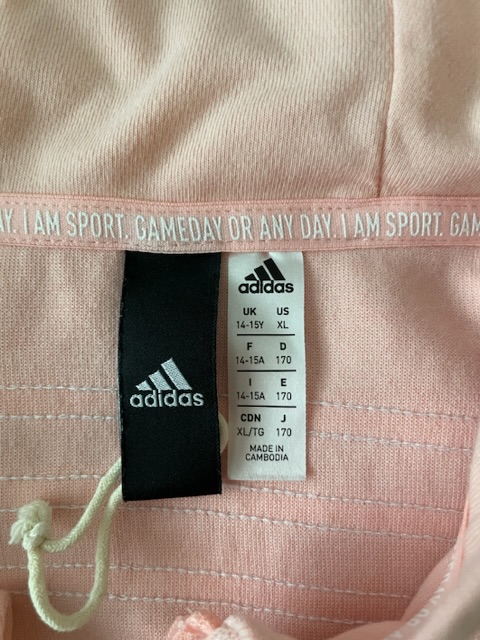 AY. I AM SPORT. GAMEDAY OR ANY DAY. I AM SPORT. GAM
adidas
adidas
UK US
14-15Y XL
F D
14-15A 170
I E
14-15A 170
CDN J
XL/TG 170
MADE IN
CAMBODIA